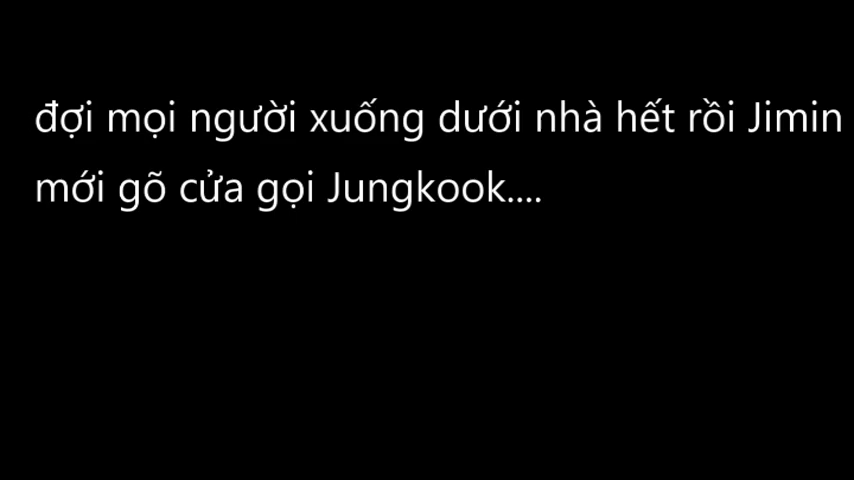 đợi mọi người xuống dưới nhà hết rồi Jimin
mới gõ cửa gọi Jungkook....